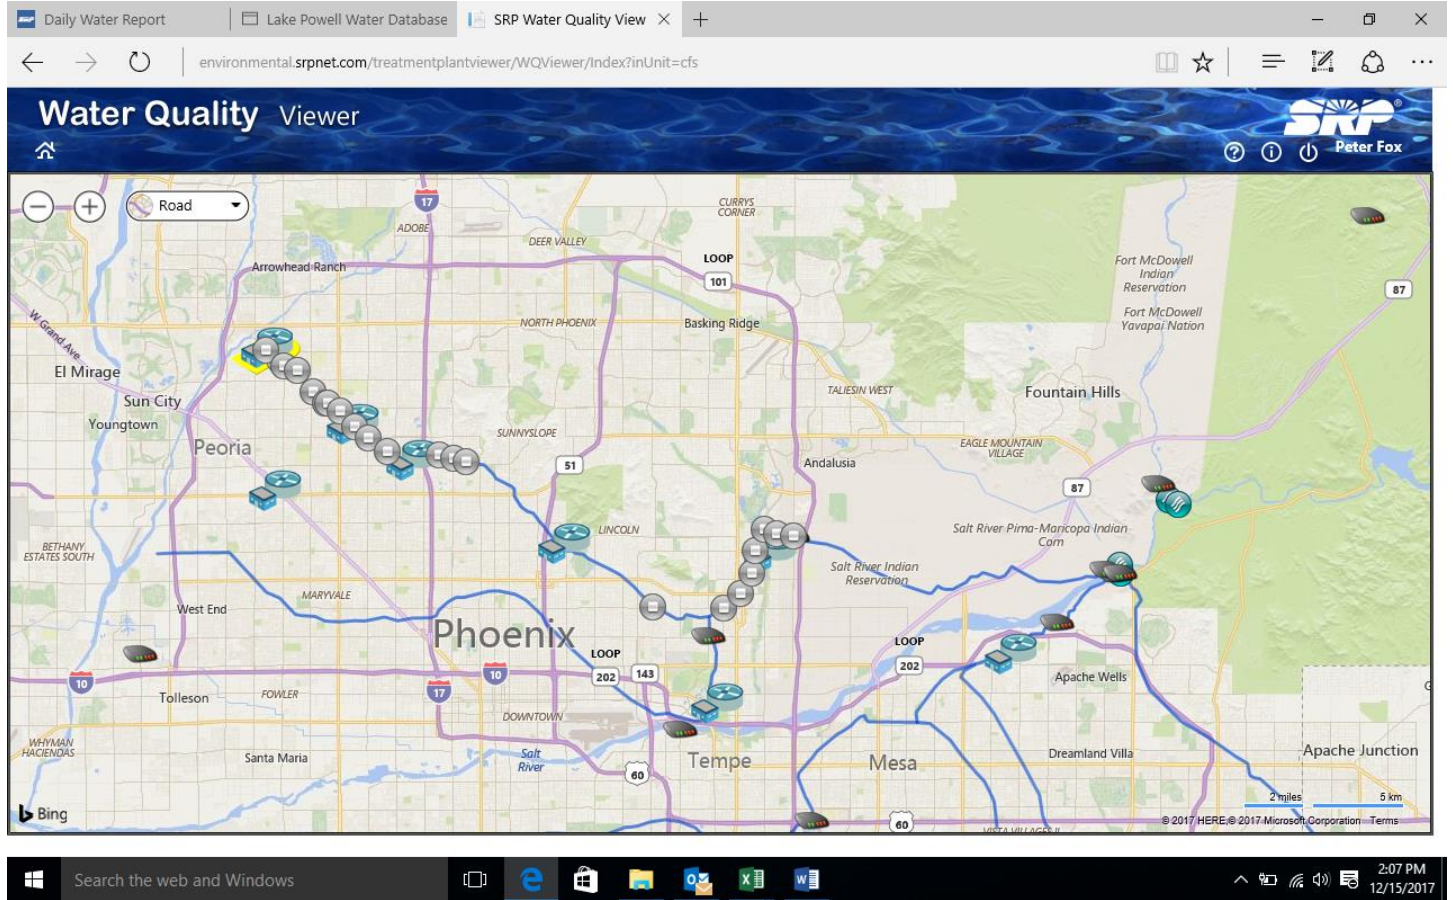 Daily Water Report
Lake Powell Water Database
SRP Water Quality View
environmental.srpnet.com/treatmentplantviewer/WQViewer/Index?inUnit=cfs
Water Quality Viewer
SRP
Peter Fox
Road
17
CURRYS
CORNER
ADOBE
DEER VALLEY
LOOP
101
Arrowhead Ranch
Fort McDowell
Indian
Reservation
87
Fort McDowell
Yavapai Nation
W Grand Ave
NORTH PHOENIX
Basking Ridge
El Mirage
Sun City
Youngtown
TALIESIN WEST
Fountain Hills
Peoria
SUNNYSLOPE
EAGLE MOUNTAIN
VILLAGE
51
Andalusia
87
LINCOLN
Salt River Pima-Maricopa Indian
Com
BETHANY
ESTATES SOUTH
Salt River Indian
Reservation
MARYVALE
West End
Phoenix
LOOP
202
143
LOOP
202
10
10
17
Apache Wells
Tolleson
FOWLER
DOWNTOWN
WHYMAN
HACIENDAS
Santa Maria
Salt
River
60
Tempe
Mesa
Dreamland Villa
Apache Junction
2 miles
5 km
Bing
60
VISTA VILLAGES II
© 2017 HERE,© 2017 Microsoft Corporation Terms
Search the web and Windows
2:07 PM
12/15/2017